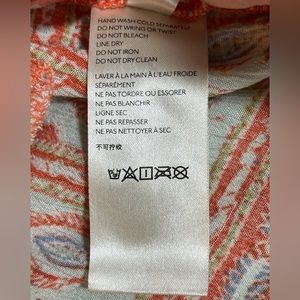 HAND WASH COLD SEPARATELY
DO NOT WRING OR TWIST
DO NOT BLEACH
LINE DRY
DO NOT IRON
DO NOT DRY CLEAN
LAVER À LA MAIN À L'EAU FROIDE
SÉPARÉMENT
NE PAS TORDRE OU ESSORER
NE PAS BLANCHIR
LIGNE SEC
NE PAS REPASSER
NE PAS NETTOYER À SEC
不可拧绞